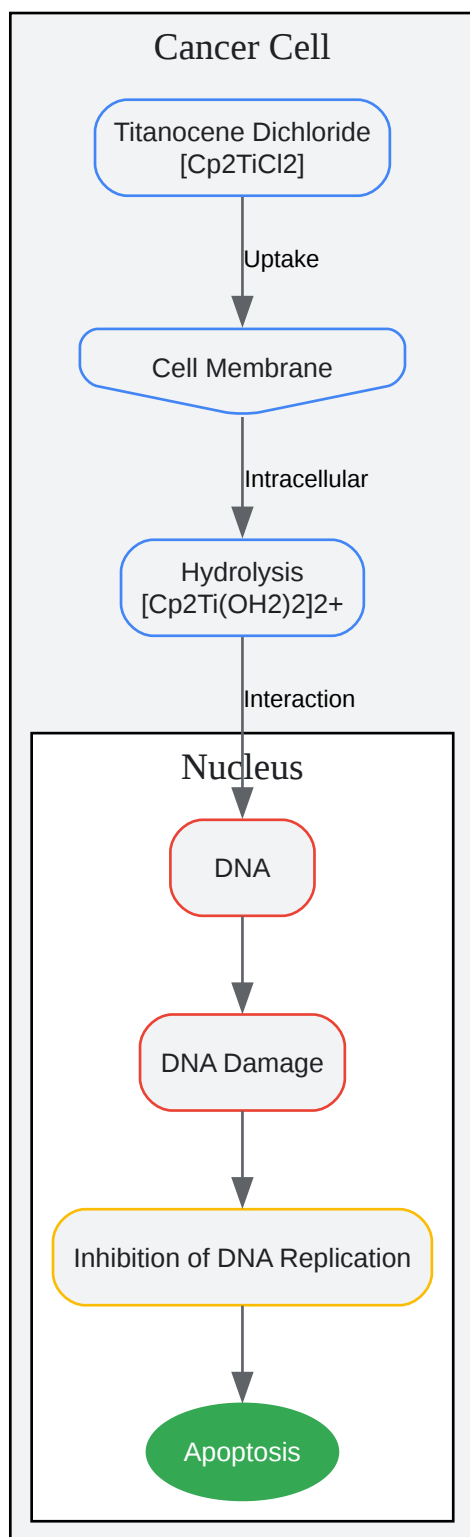 Cancer Cell
Titanocene Dichloride
[Cp2TiCl2]
Uptake
Cell Membrane
Intracellular
Hydrolysis
[Cp2Ti(OH2)2]2+
Interaction
Nucleus
DNA
DNA Damage
Inhibition of DNA Replication
Apoptosis